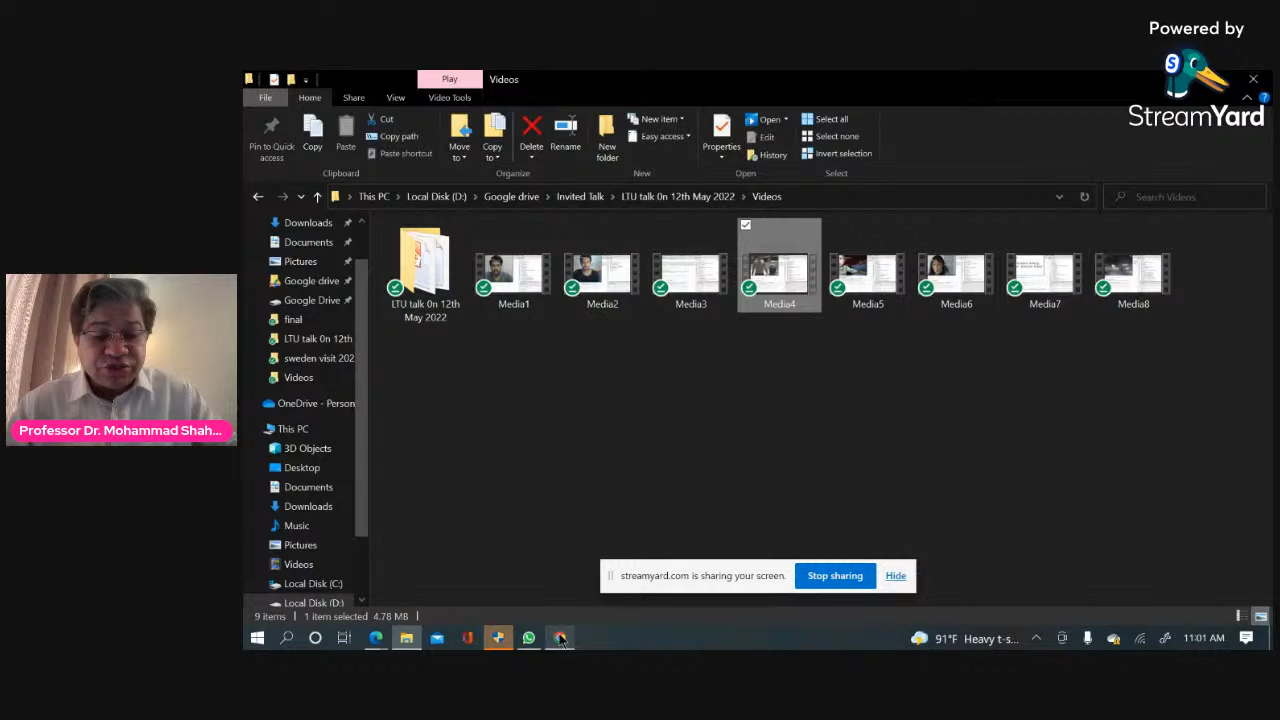 Powered by
StreamYard
Play
Videos
File
Home
Share
View
Video Tools
Pin to Quick access
Copy
Paste
Cut
Copy path
Paste shortcut
Move to
Copy to
Delete
Rename
New folder
New item
Easy access
Properties
Open
Edit
History
Select all
Select none
Invert selection
Clipboard
Organize
New
Open
Select
This PC > Local Disk (D:) > Google drive > Invited Talk > LTU talk 0n 12th May 2022 > Videos
Search Videos
Downloads
Documents
Pictures
Google drive
Google Drive
final
LTU talk 0n 12th
sweden visit 202
Videos
OneDrive - Person
This PC
3D Objects
Desktop
Documents
Downloads
Music
Pictures
Videos
Local Disk (C:)
Local Disk (D:)
LTU talk 0n 12th
May 2022
Media1
Media2
Media3
Media4
Media5
Media6
Media7
Media8
Professor Dr. Mohammad Shah...
streamyard.com is sharing your screen.
Stop sharing
Hide
9 items
1 item selected 4.78 MB
91°F Heavy t-s...
11:01 AM